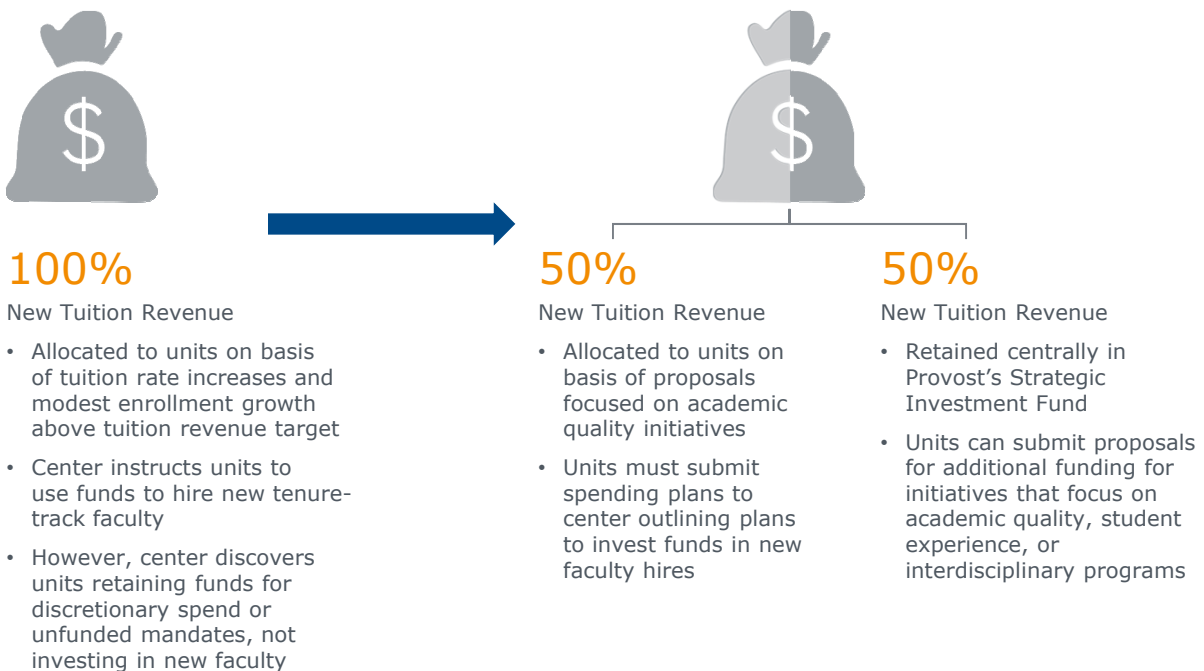 $
$
100%
New Tuition Revenue
• Allocated to units on basis
of tuition rate increases and
modest enrollment growth
above tuition revenue target
• Center instructs units to
use funds to hire new tenure-
track faculty
• However, center discovers
units retaining funds for
discretionary spend or
unfunded mandates, not
investing in new faculty
50%
New Tuition Revenue
• Allocated to units on
basis of proposals
focused on academic
quality initiatives
• Units must submit
spending plans to
center outlining plans
to invest funds in new
faculty hires
50%
New Tuition Revenue
• Retained centrally in
Provost’s Strategic
Investment Fund
• Units can submit proposals
for additional funding for
initiatives that focus on
academic quality, student
experience, or
interdisciplinary programs